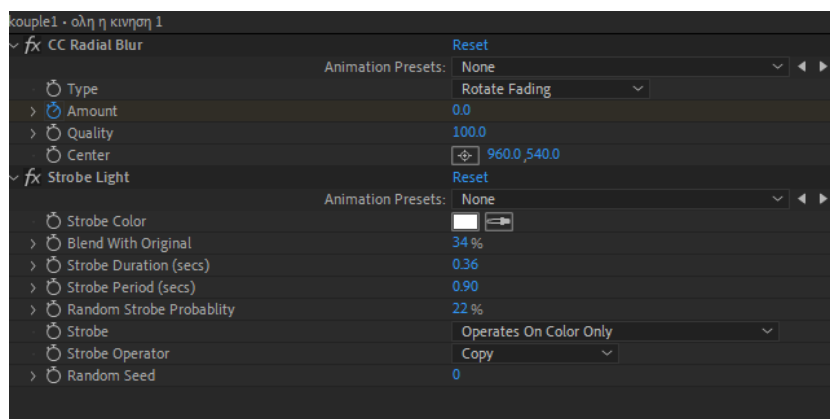 kouple1 • ολη η κινηση 1
fx CC Radial Blur Reset
Animation Presets: None
Type Rotate Fading
Amount 0.0
Quality 100.0
Center 960.0,540.0
fx Strobe Light Reset
Animation Presets: None
Strobe Color
Blend With Original 34 %
Strobe Duration (secs) 0.36
Strobe Period (secs) 0.90
Random Strobe Probablity 22 %
Strobe Operates On Color Only
Strobe Operator Copy
Random Seed 0